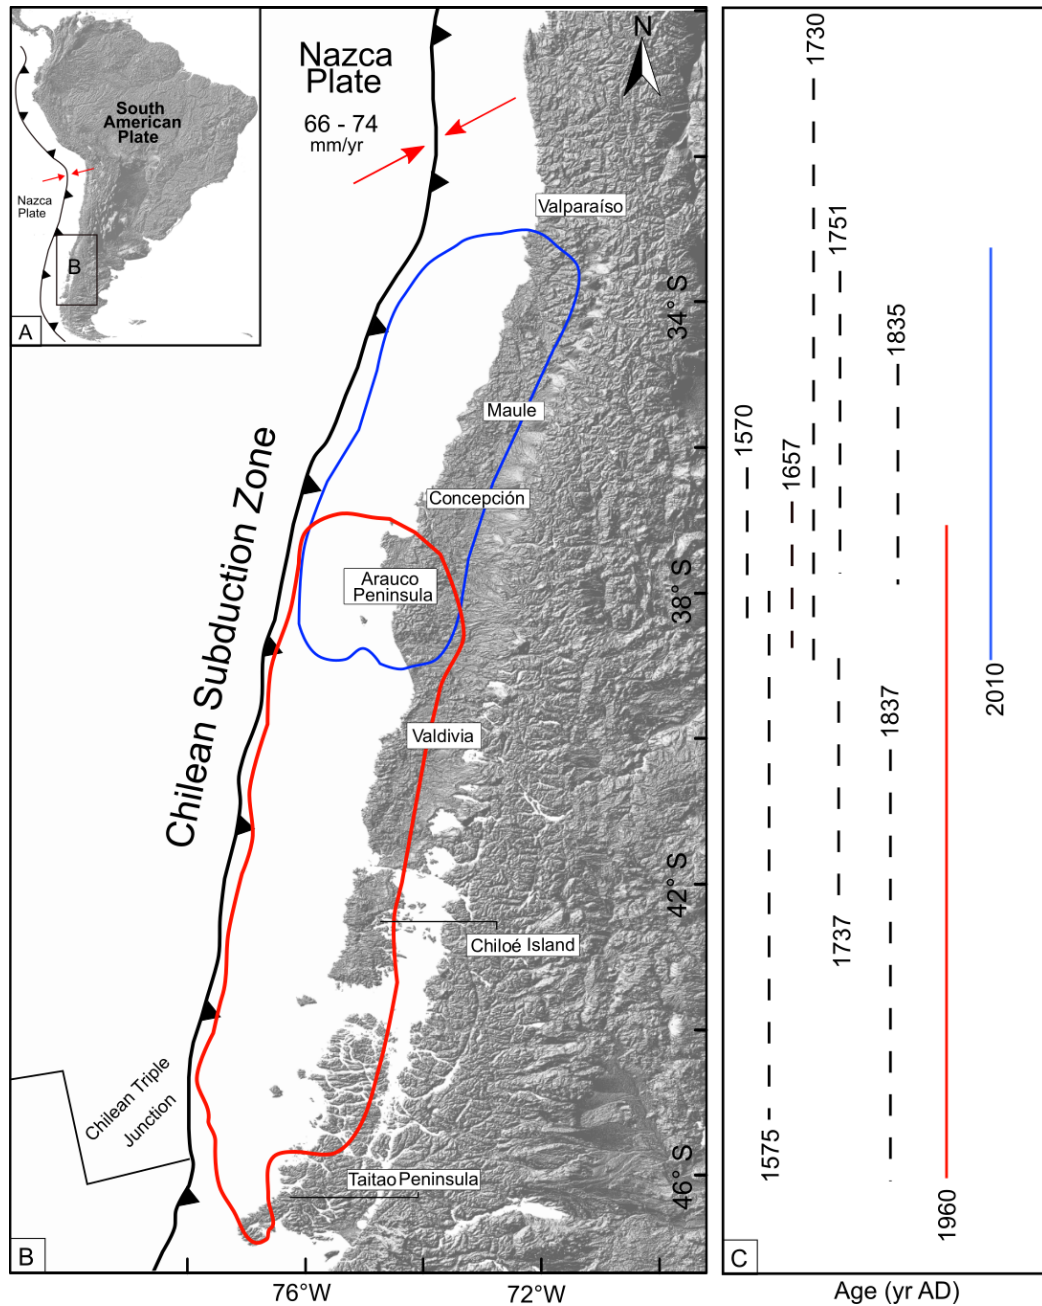 South
American
Plate
Nazca
Plate
B
A
Nazca
Plate
66 - 74
mm/yr
N
Valparaíso
34° S
Maule
Chilean Subduction Zone
Concepción
Arauco
Peninsula
38° S
Valdivia
42° S
Chiloé Island
Chilean Triple
Junction
Taitao Peninsula
46° S
B
76°W
72°W
1730
1751
1835
1570
1657
2010
1837
1737
1575
1960
C
Age (yr AD)